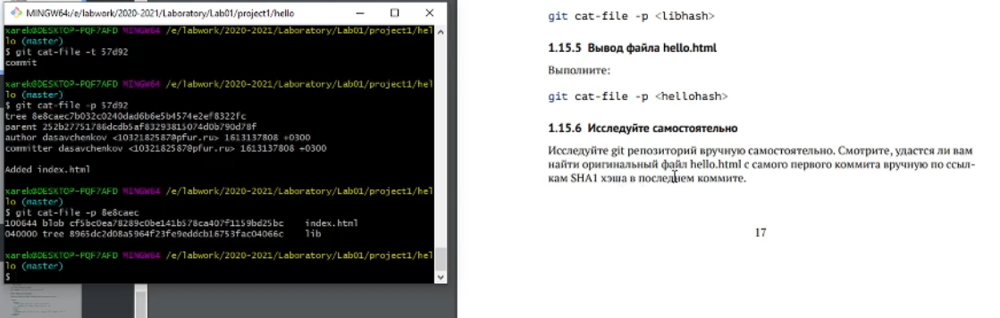 MINGW64:/e/labwork/2020-2021/Laboratory/Lab01/project1/hello
xarek@DESKTOP-PQF7AFD MINGW64 /e/labwork/2020-2021/Laboratory/Lab01/project1/hel
lo (master)
$ git cat-file -t 57d92
commit
xarek@DESKTOP-PQF7AFD MINGW64 /e/labwork/2020-2021/Laboratory/Lab01/project1/hel
lo (master)
$ git cat-file -p 57d92
tree 8e8caec7b032c0240dad6b6e5b4574e2ef8322fc
parent 252b27751786dcdb5af83293815074d0b790d78f
author dasavchenkov <1032182587@pfur.ru> 1613137808 +0300
committer dasavchenkov <1032182587@pfur.ru> 1613137808 +0300
Added index.html
xarek@DESKTOP-PQF7AFD MINGW64 /e/labwork/2020-2021/Laboratory/Lab01/project1/hel
lo (master)
$ git cat-file -p 8e8caec
100644 blob cf5bc0ea78289c0be141b578ca407f1159bd25bc index.html
040000 tree 8965dc2d08a5964f23fe9eddcb16753fac04066c lib
xarek@DESKTOP-PQF7AFD MINGW64 /e/labwork/2020-2021/Laboratory/Lab01/project1/hel
lo (master)
$
git cat-file -p <libhash>
1.15.5 Вывод файла hello.html
Выполните:
git cat-file -p <hellohash>
1.15.6 Исследуйте самостоятельно
Исследуйте git репозиторий вручную самостоятельно. Смотрите, удастся ли вам
найти оригинальный файл hello.html с самого первого коммита вручную по ссыл-
кам SHA1 хэша в последнем коммите.
17